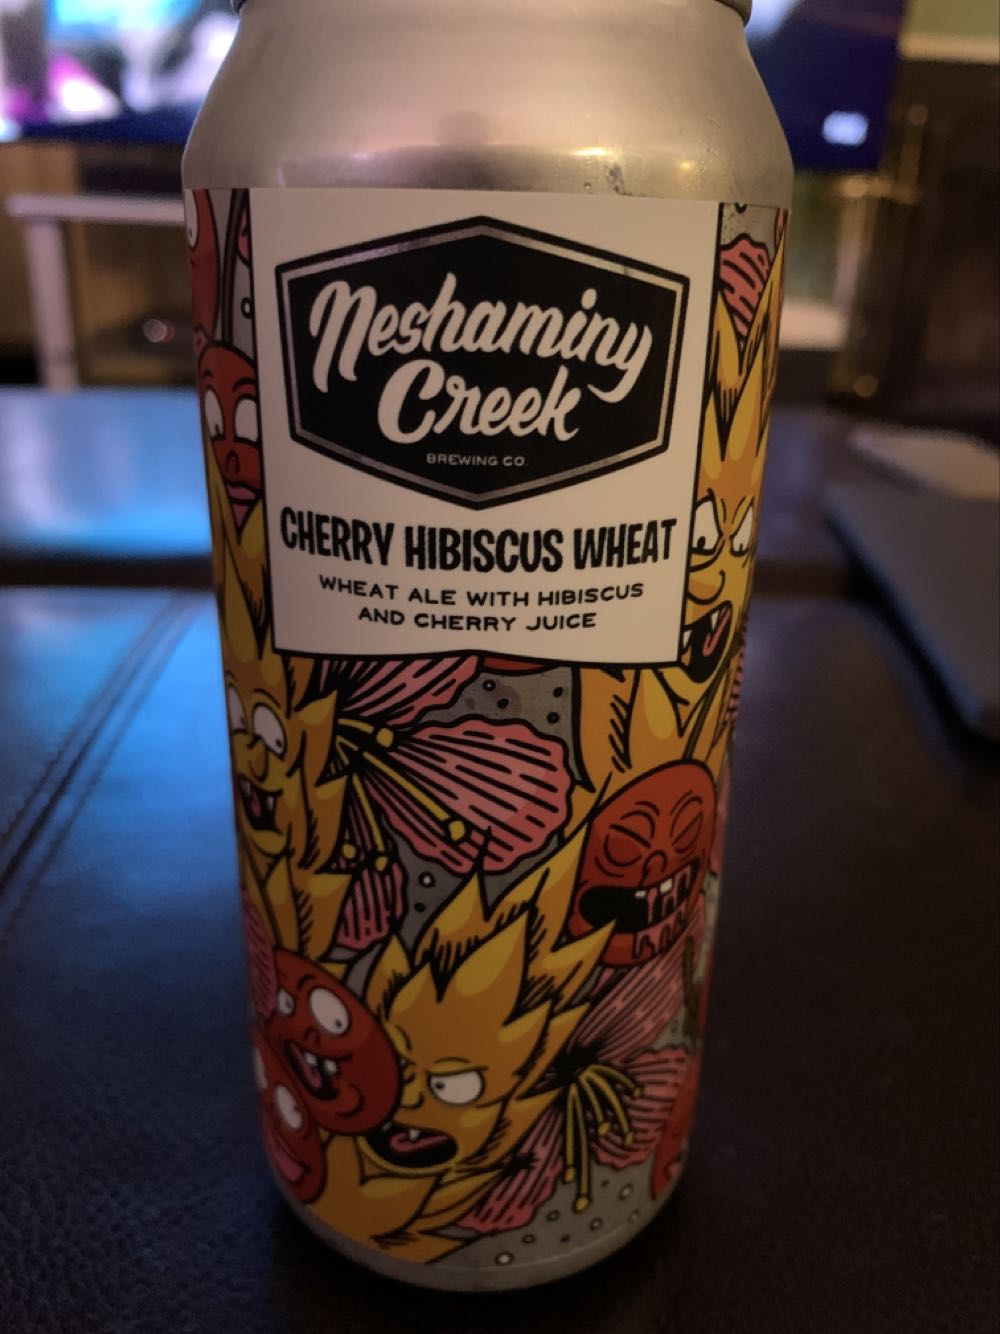 Neshaminy
Creek
BREWING CO.
CHERRY HIBISCUS WHEAT
WHEAT ALE WITH HIBISCUS
AND CHERRY JUICE